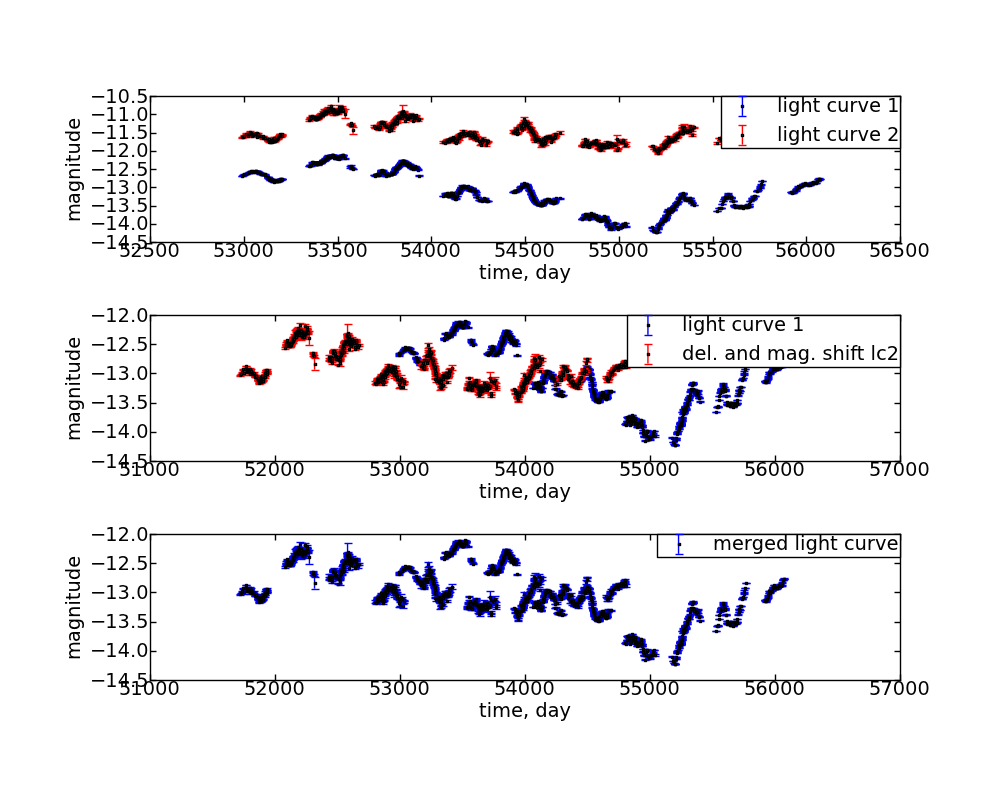 −10.5
−11.0
−11.5
−12.0
−12.5
−13.0
−13.5
−14.0
−14.5
magnitude
light curve 1
light curve 2
52500 53000 53500 54000 54500 55000 55500 56000 56500
time, day
−12.0
−12.5
−13.0
−13.5
−14.0
−14.5
magnitude
light curve 1
del. and mag. shift lc2
51000 52000 53000 54000 55000 56000 57000
time, day
−12.0
−12.5
−13.0
−13.5
−14.0
−14.5
magnitude
merged light curve
51000 52000 53000 54000 55000 56000 57000
time, day